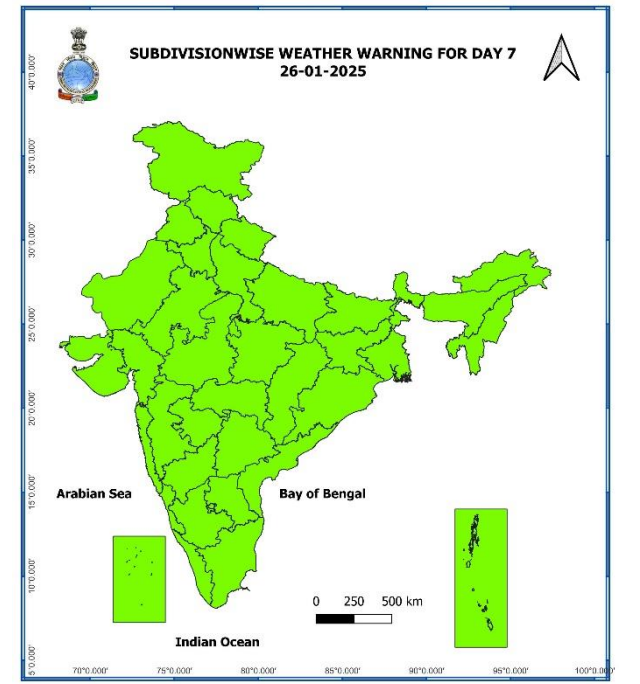 SUBDIVISIONWISE WEATHER WARNING FOR DAY 7
26-01-2025
40°0.000'
35°0.000'
30°0.000'
25°0.000'
20°0.000'
15°0.000'
10°0.000'
5°0.000'
Arabian Sea
Bay of Bengal
0 250 500 km
Indian Ocean
70°0.000' 75°0.000' 80°0.000' 85°0.000' 90°0.000' 95°0.000' 100°0.000'